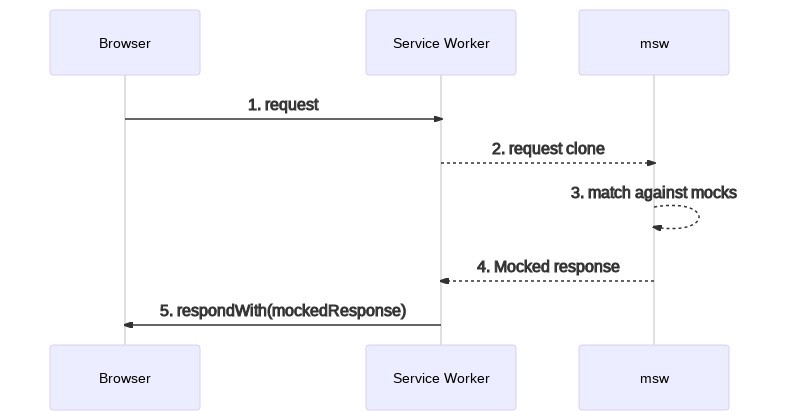 Browser
Service Worker
msw
1. request
2. request clone
3. match against mocks
4. Mocked response
5. respondWith(mockedResponse)
Browser
Service Worker
msw